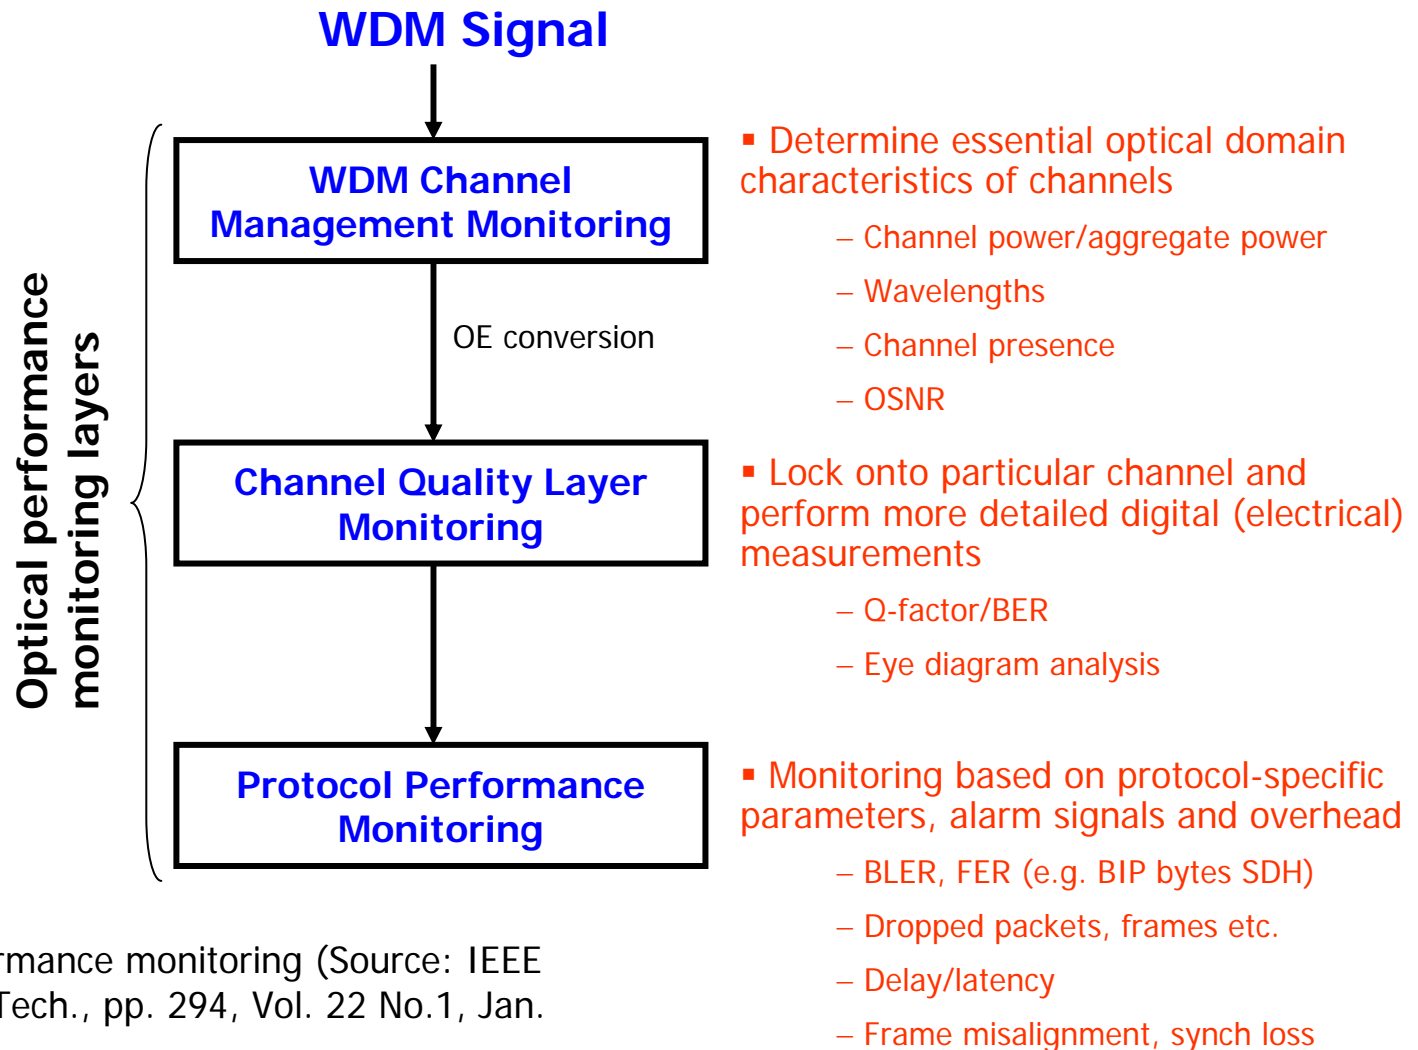 WDM Signal
Optical performance
monitoring layers
WDM Channel
Management Monitoring
▪ Determine essential optical domain
characteristics of channels
– Channel power/aggregate power
– Wavelengths
– Channel presence
– OSNR
OE conversion
Channel Quality Layer
Monitoring
▪ Lock onto particular channel and
perform more detailed digital (electrical)
measurements
– Q-factor/BER
– Eye diagram analysis
Protocol Performance
Monitoring
▪ Monitoring based on protocol-specific
parameters, alarm signals and overhead
– BLER, FER (e.g. BIP bytes SDH)
– Dropped packets, frames etc.
– Delay/latency
– Frame misalignment, synch loss
rmance monitoring (Source: IEEE
Tech., pp. 294, Vol. 22 No.1, Jan.